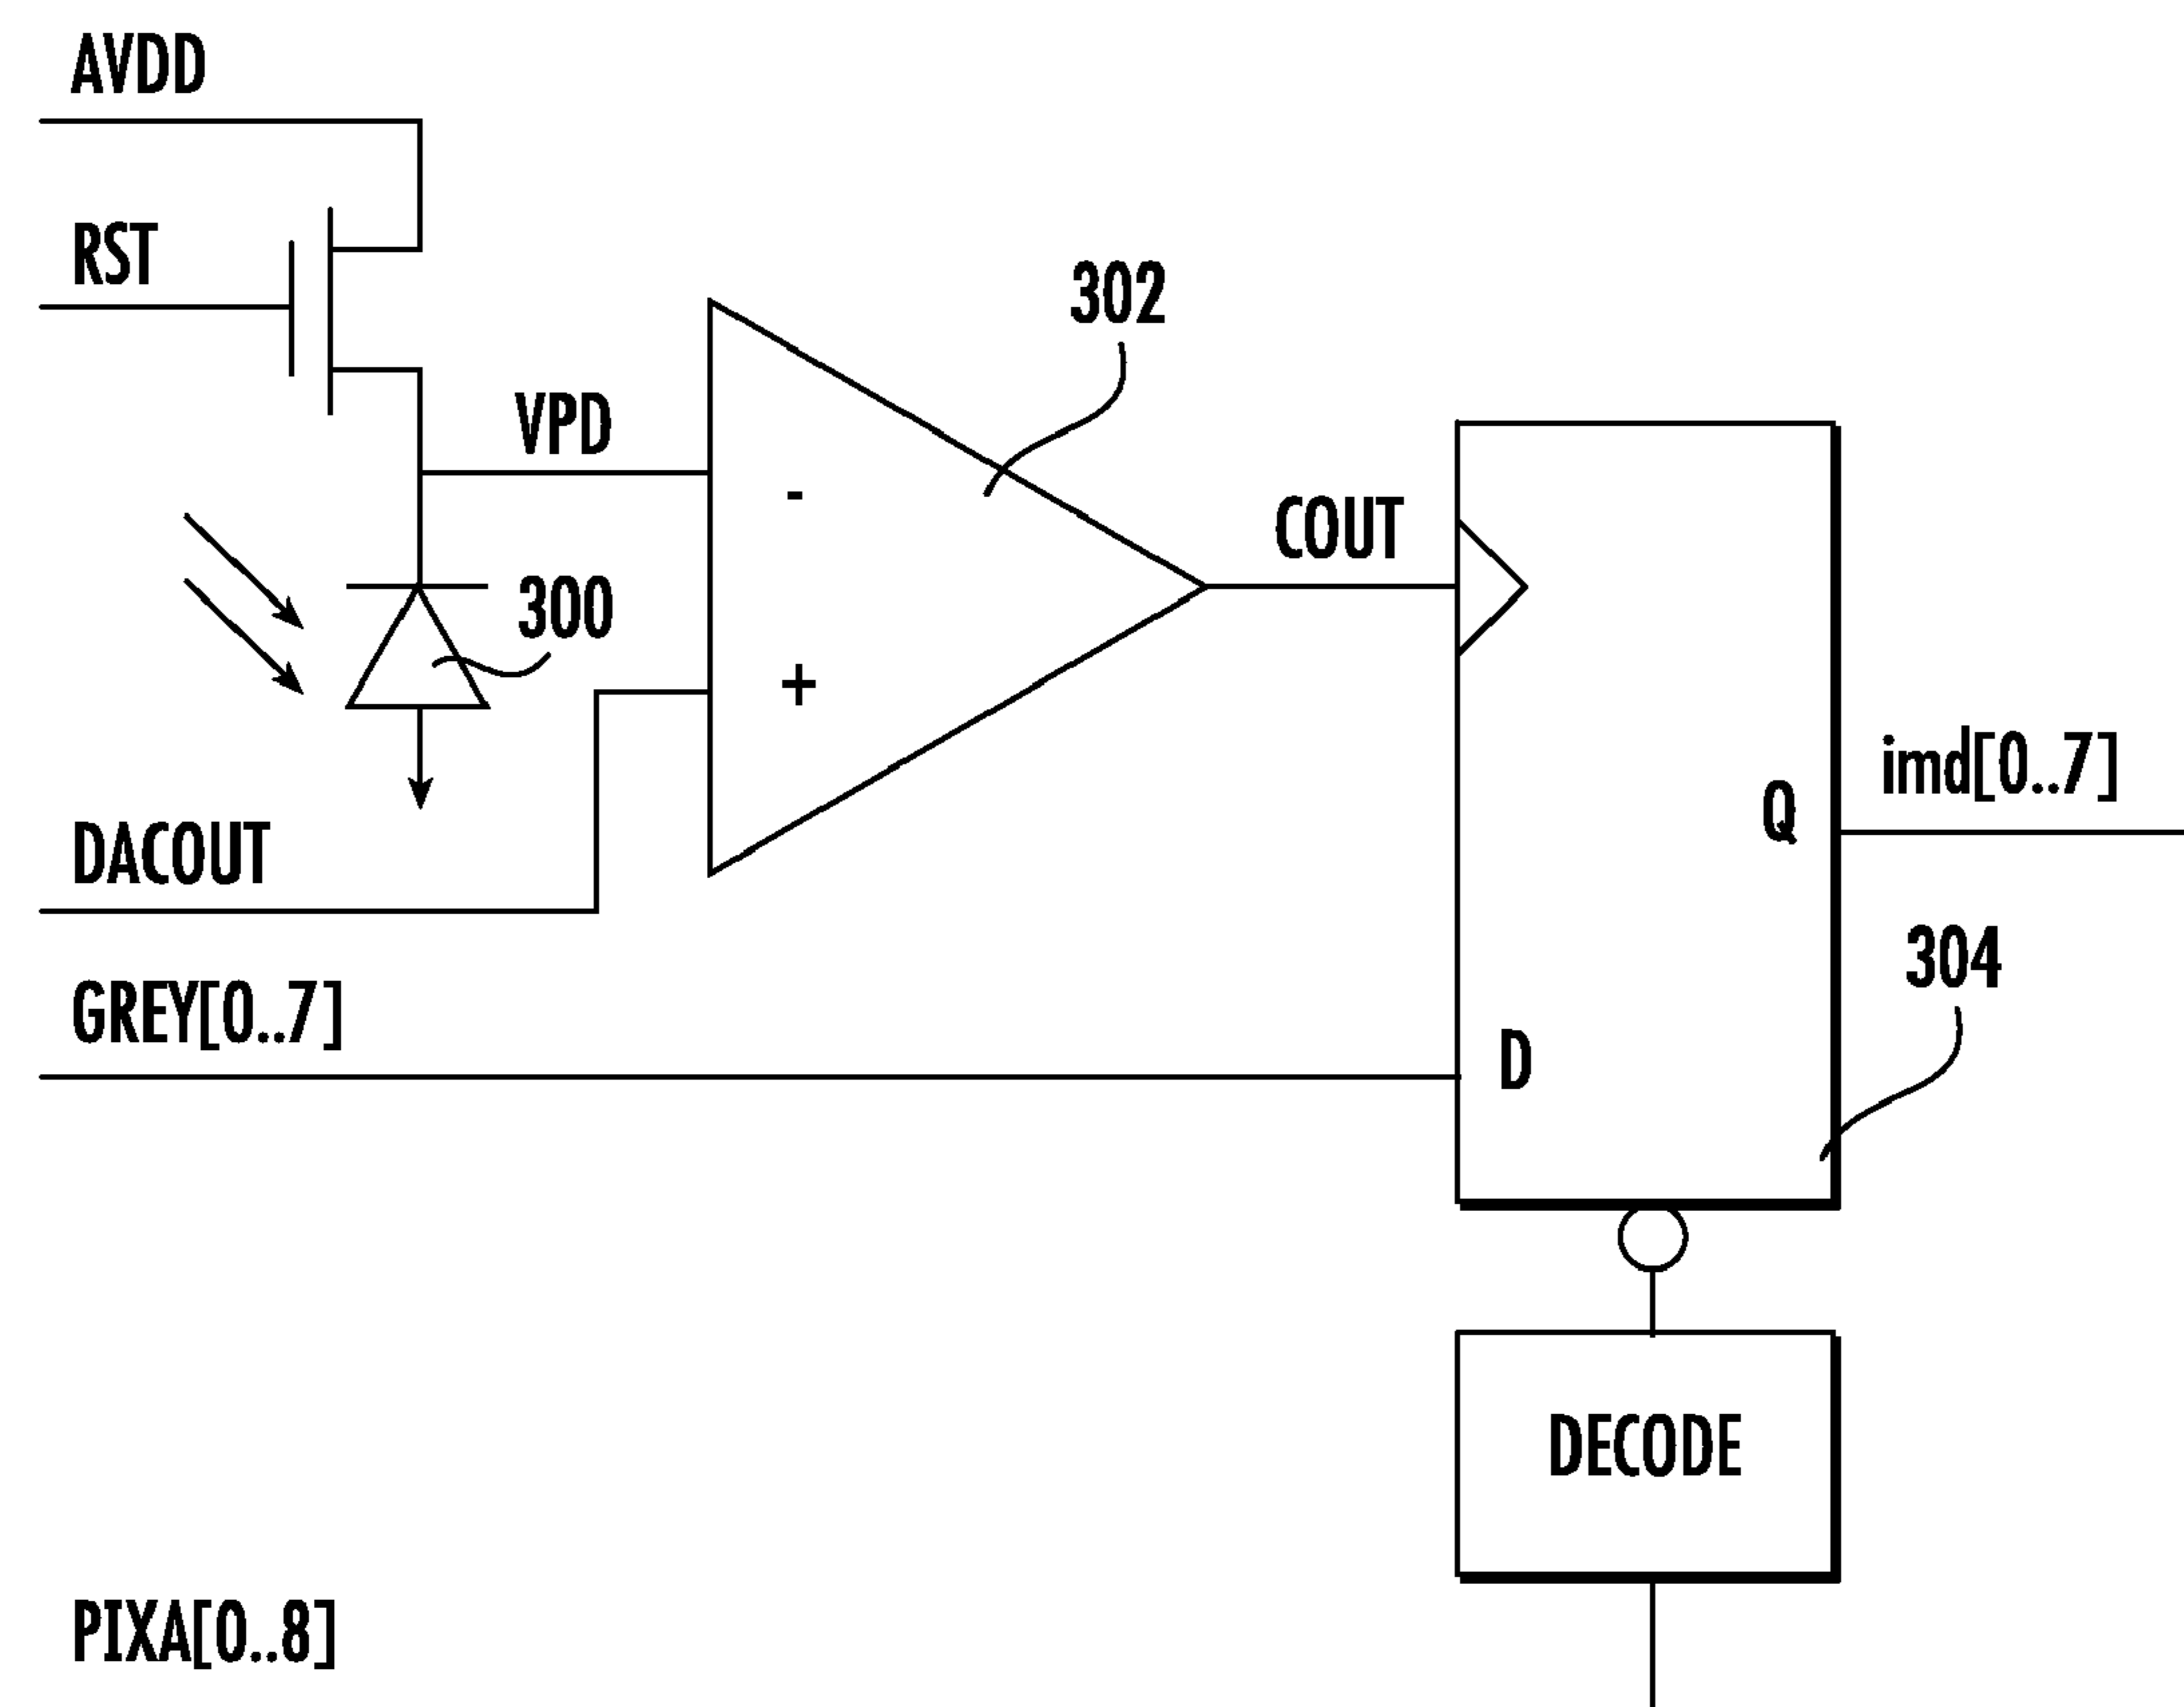 AVDD
RST
302
VPD
COUT
300
imd[0..7]
-
+
Q
DACOUT
304
GREY[0..7]
D
DECODE
PIXA[0..8]